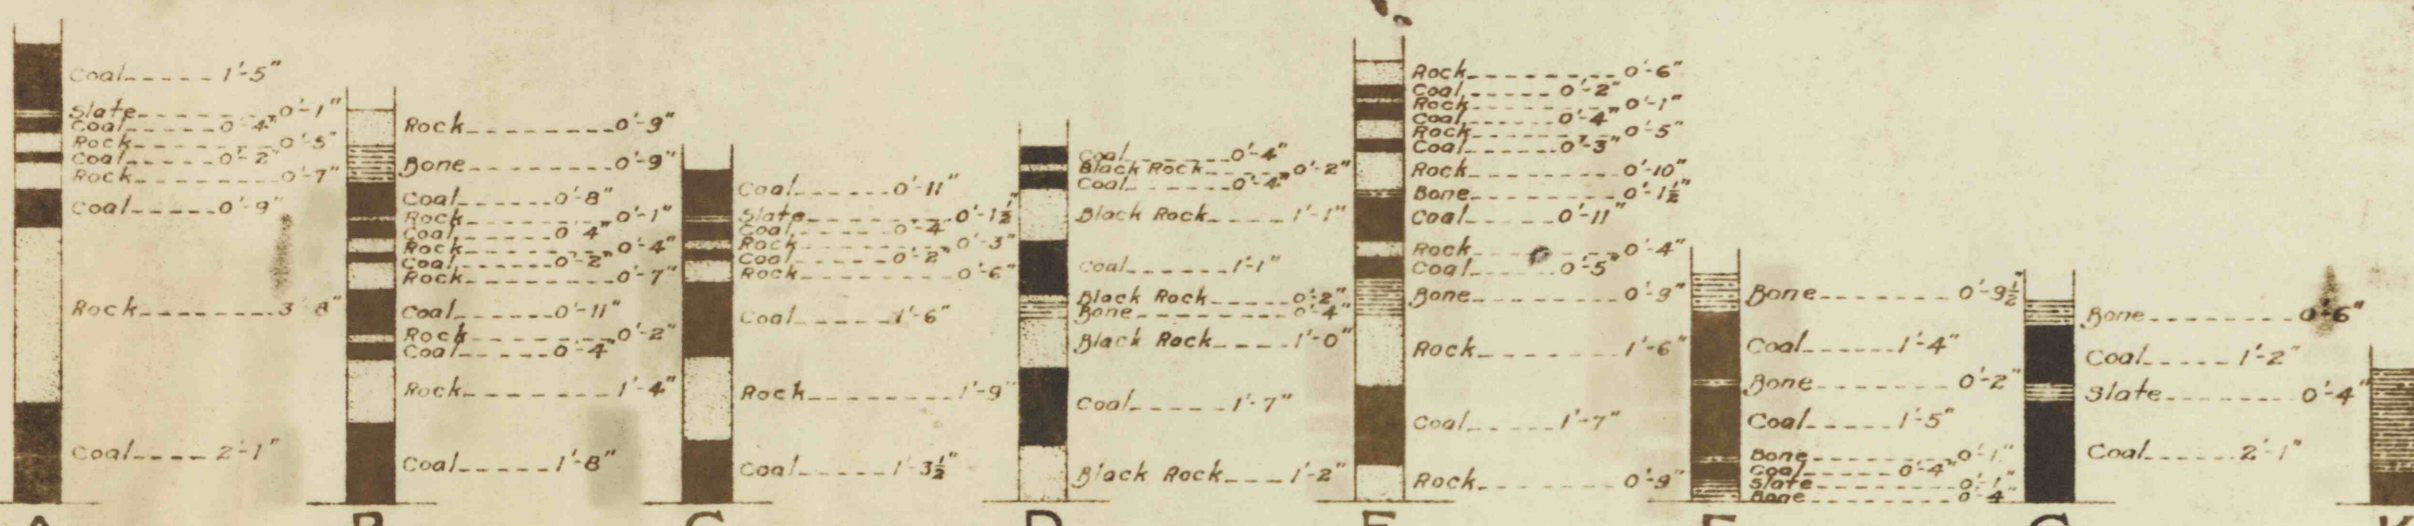 Coal 1'-5"
Slate 0'-1"
Coal 0'-4"
Rock 0'-5"
Coal 0'-2"
Rock 0'-7"
Coal 0'-9"
Rock 3'-8"
Coal 2'-1"
A
Rock 0'-9"
Bone 0'-9"
Coal 0'-8"
Rock 0'-1"
Coal 0'-4"
Rock 0'-4"
Coal 0'-2"
Rock 0'-7"
Coal 0'-11"
Rock 0'-2"
Coal 0'-4"
Rock 1'-4"
Coal 1'-8"
B
Coal 0'-11"
Slate 0'-1½"
Coal 0'-4"
Rock 0'-3"
Coal 0'-2"
Rock 0'-6"
Coal 1'-6"
Rock 1'-9"
Coal 1'-3½"
C
Coal 0'-4"
Black Rock 0'-2"
Coal 0'-4"
Black Rock 1'-1"
Coal 1'-1"
Black Rock 0'-2"
Bone 0'-4"
Black Rock 1'-0"
Coal 1'-7"
Black Rock 1'-2"
D
Rock 0'-6"
Coal 0'-2"
Rock 0'-1"
Coal 0'-4"
Rock 0'-5"
Coal 0'-3"
Rock 0'-10"
Bone 0'-1½"
Coal 0'-11"
Rock 0'-4"
Coal 0'-5"
Bone 0'-9"
Rock 1'-6"
Coal 1'-7"
Rock 0'-9"
E
Bone 0'-9½"
Coal 1'-4"
Bone 0'-2"
Coal 1'-5"
Bone 0'-1"
Coal 0'-4"
Slate 0'-1"
Bone 0'-4"
F
Bone 0'-6"
Coal 1'-2"
Slate 0'-4"
Coal 2'-1"
G